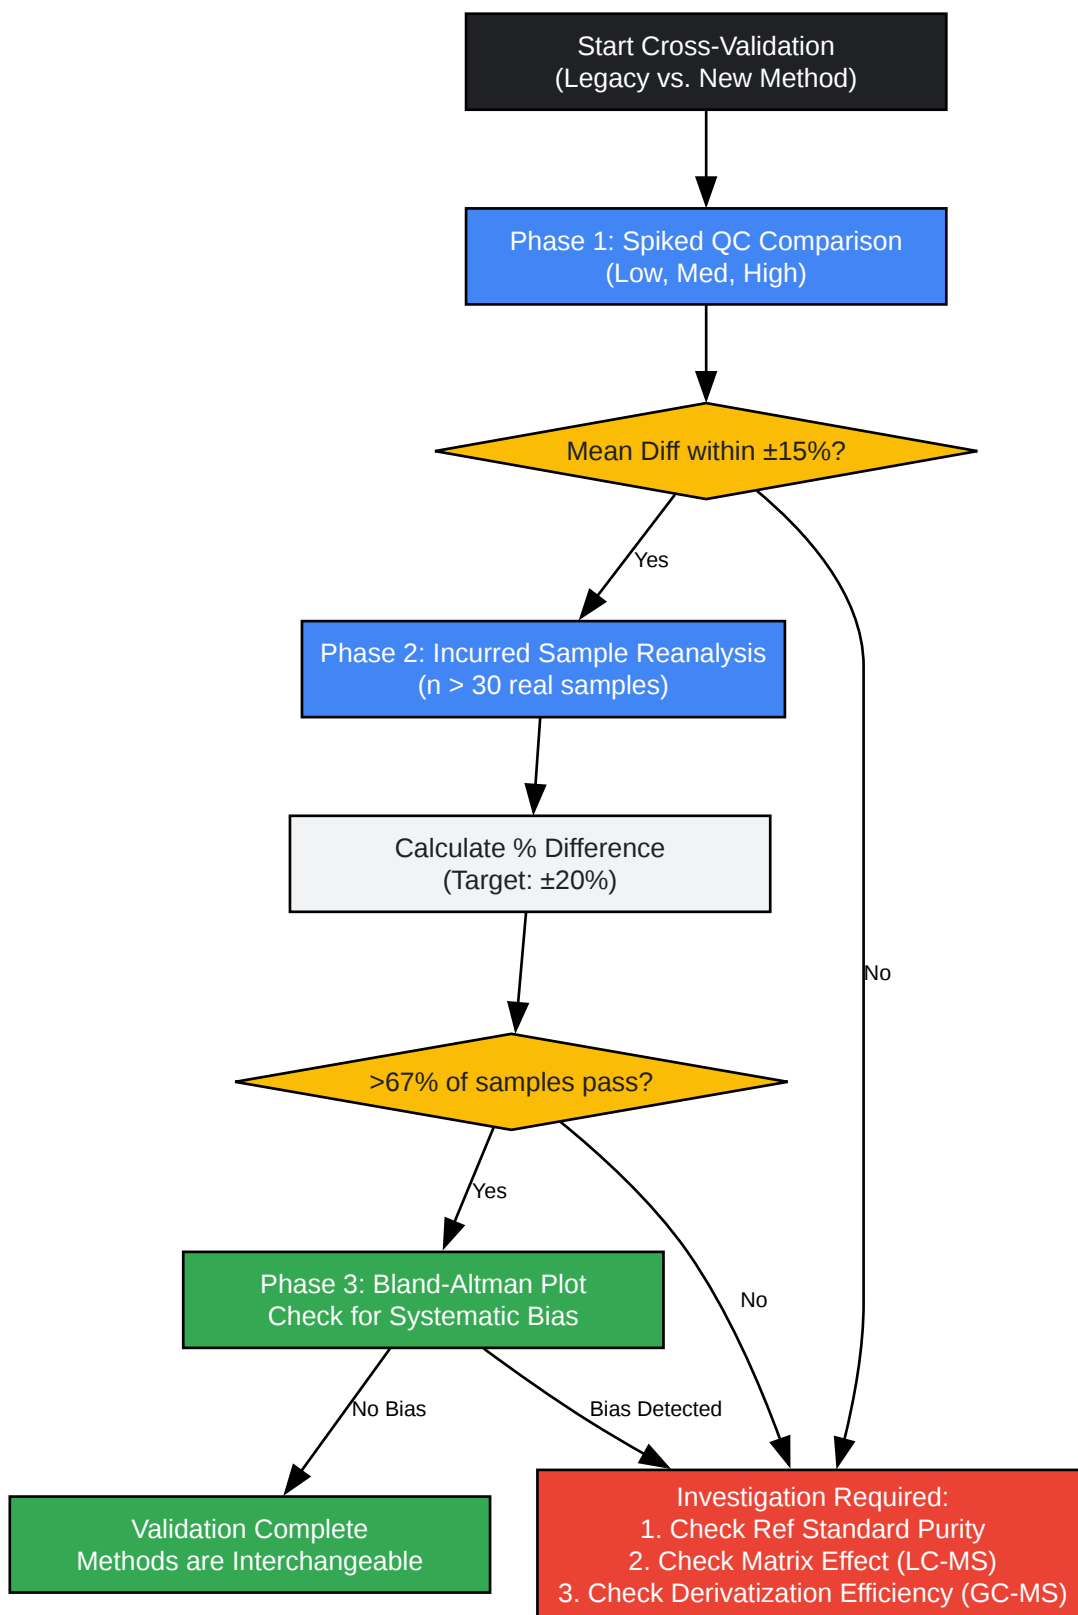 Start Cross-Validation
(Legacy vs. New Method)
Phase 1: Spiked QC Comparison
(Low, Med, High)
Mean Diff within ±15%?
Yes
Phase 2: Incurred Sample Reanalysis
(n > 30 real samples)
Calculate % Difference
(Target: ±20%)
No
>67% of samples pass?
Yes
Phase 3: Bland-Altman Plot
Check for Systematic Bias
No
No Bias
Bias Detected
Validation Complete
Methods are Interchangeable
Investigation Required:
1. Check Ref Standard Purity
2. Check Matrix Effect (LC-MS)
3. Check Derivatization Efficiency (GC-MS)